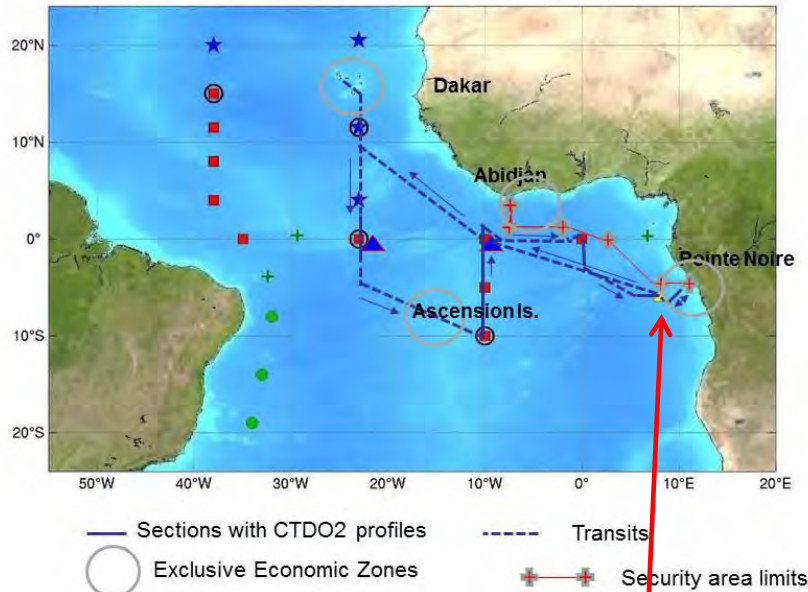 20°N
Dakar
10°N
Abidjan
0°
Pointe Noire
Ascension Is.
10°S
20°S
50°W 40°W 30°W 20°W 10°W 0° 10°E 20°E
Sections with CTDO2 profiles Transits
Exclusive Economic Zones Security area limits